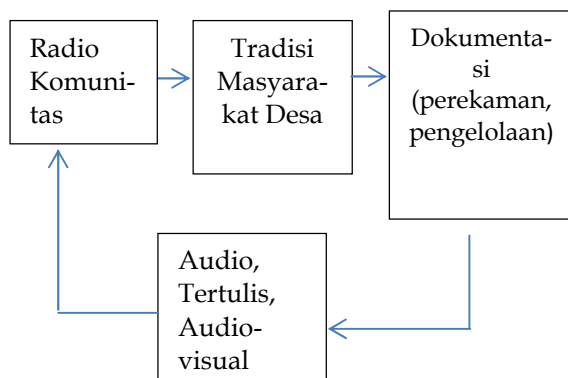 Radio
Komuni-
tas
Tradisi
Masyara-
kat Desa
Dokumenta-
si
(perekaman,
pengelolaan)
Audio,
Tertulis,
Audio-
visual